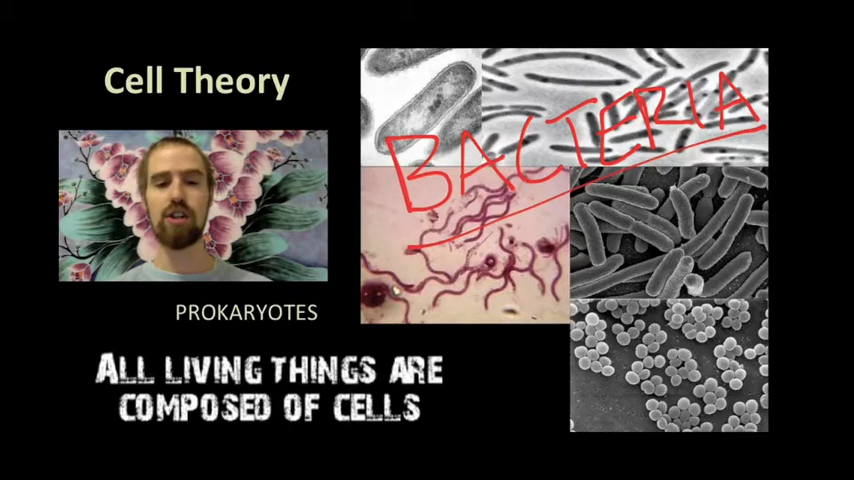 Cell Theory
BACTERIA
PROKARYOTES
ALL LIVING THINGS ARE
COMPOSED OF CELLS